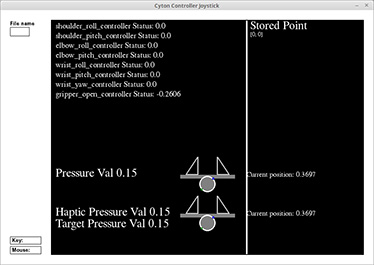 Cyton Controller Joystick
File name
shoulder_roll_controller Status: 0.0
shoulder_pitch_controller Status: 0.0
elbow_roll_controller Status: 0.0
elbow_pitch_controller Status: 0.0
wrist_roll_controller Status: 0.0
wrist_pitch_controller Status: 0.0
wrist_yaw_controller Status: 0.0
gripper_open_controller Status: -0.2606
Stored Point
[0, 0]
Pressure Val 0.15
Current position: 0.3697
Haptic Pressure Val 0.15
Target Pressure Val 0.15
Current position: 0.3697
Key:
Mouse: